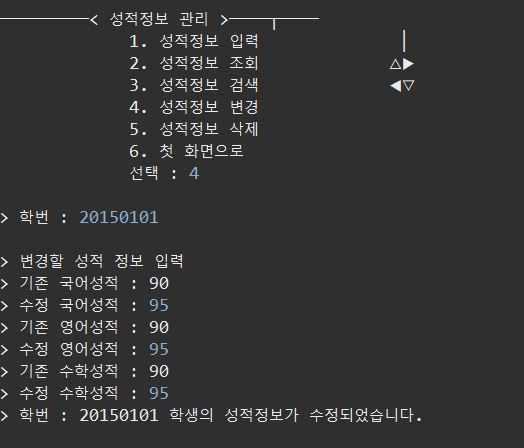 < 성적정보 관리 >
1. 성적정보 입력
2. 성적정보 조회
3. 성적정보 검색
4. 성적정보 변경
5. 성적정보 삭제
6. 첫 화면으로
선택 : 4
> 학번 : 20150101
> 변경할 성적 정보 입력
> 기존 국어성적 : 90
> 수정 국어성적 : 95
> 기존 영어성적 : 90
> 수정 영어성적 : 95
> 기존 수학성적 : 90
> 수정 수학성적 : 95
> 학번 : 20150101 학생의 성적정보가 수정되었습니다.